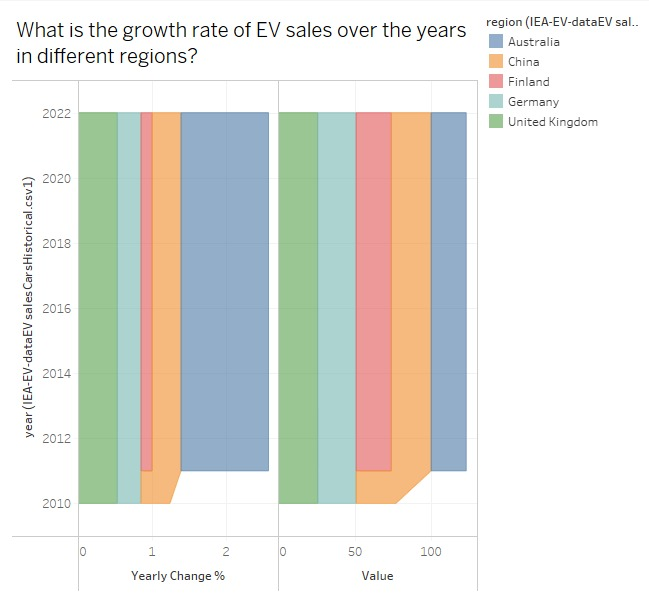 What is the growth rate of EV sales over the years
in different regions?
region (IEA-EV-dataEV sal..
Australia
China
Finland
Germany
United Kingdom
year (IEA-EV-dataEV salesCarsHistorical.csv1)
2022
2020
2018
2016
2014
2012
2010
0 1 2 0 50 100
Yearly Change % Value